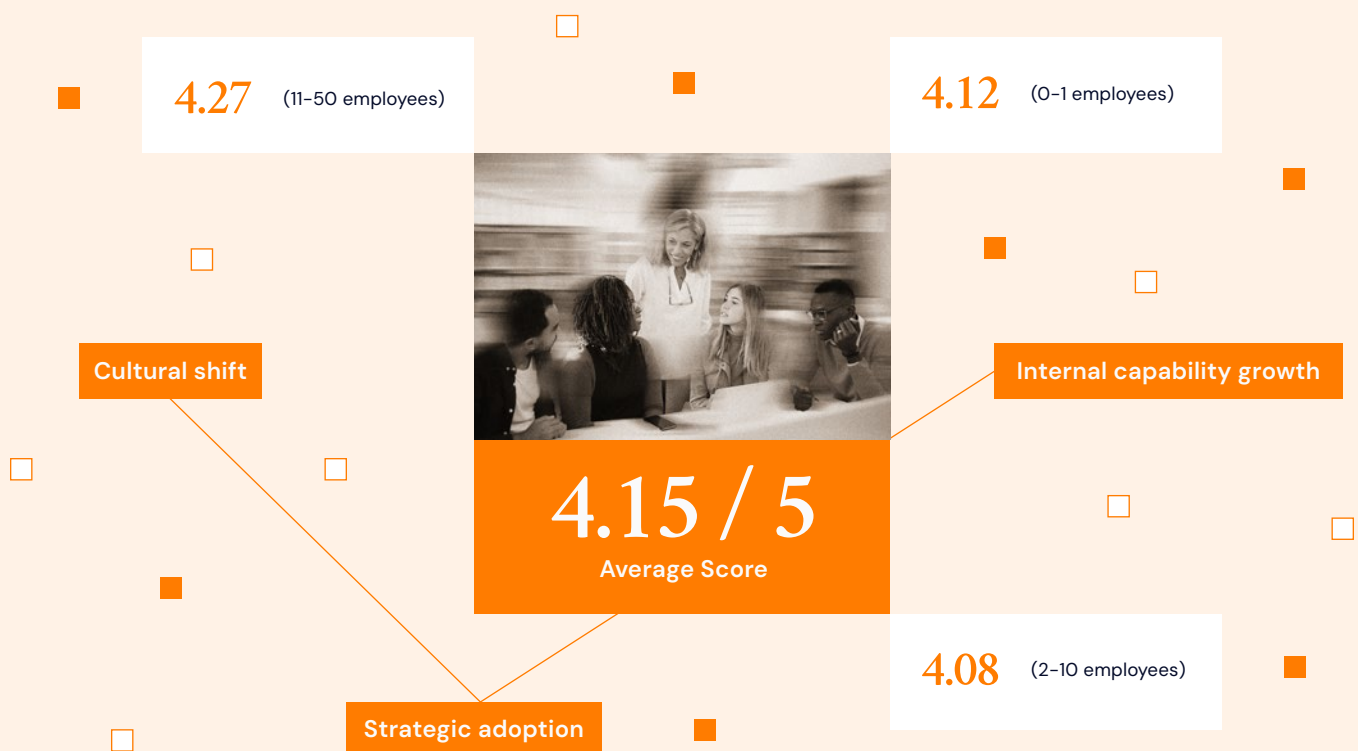 4.27 (11-50 employees)
4.12 (0-1 employees)
Cultural shift
Internal capability growth
4.15 / 5
Average Score
4.08 (2-10 employees)
Strategic adoption